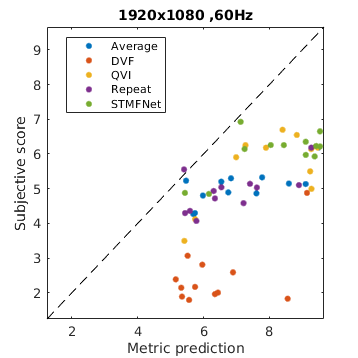 1920x1080 ,60Hz
Average
DVF
QVI
Repeat
STMFNet
Subjective score
9
8
7
6
5
4
3
2
2 4 6 8
Metric prediction